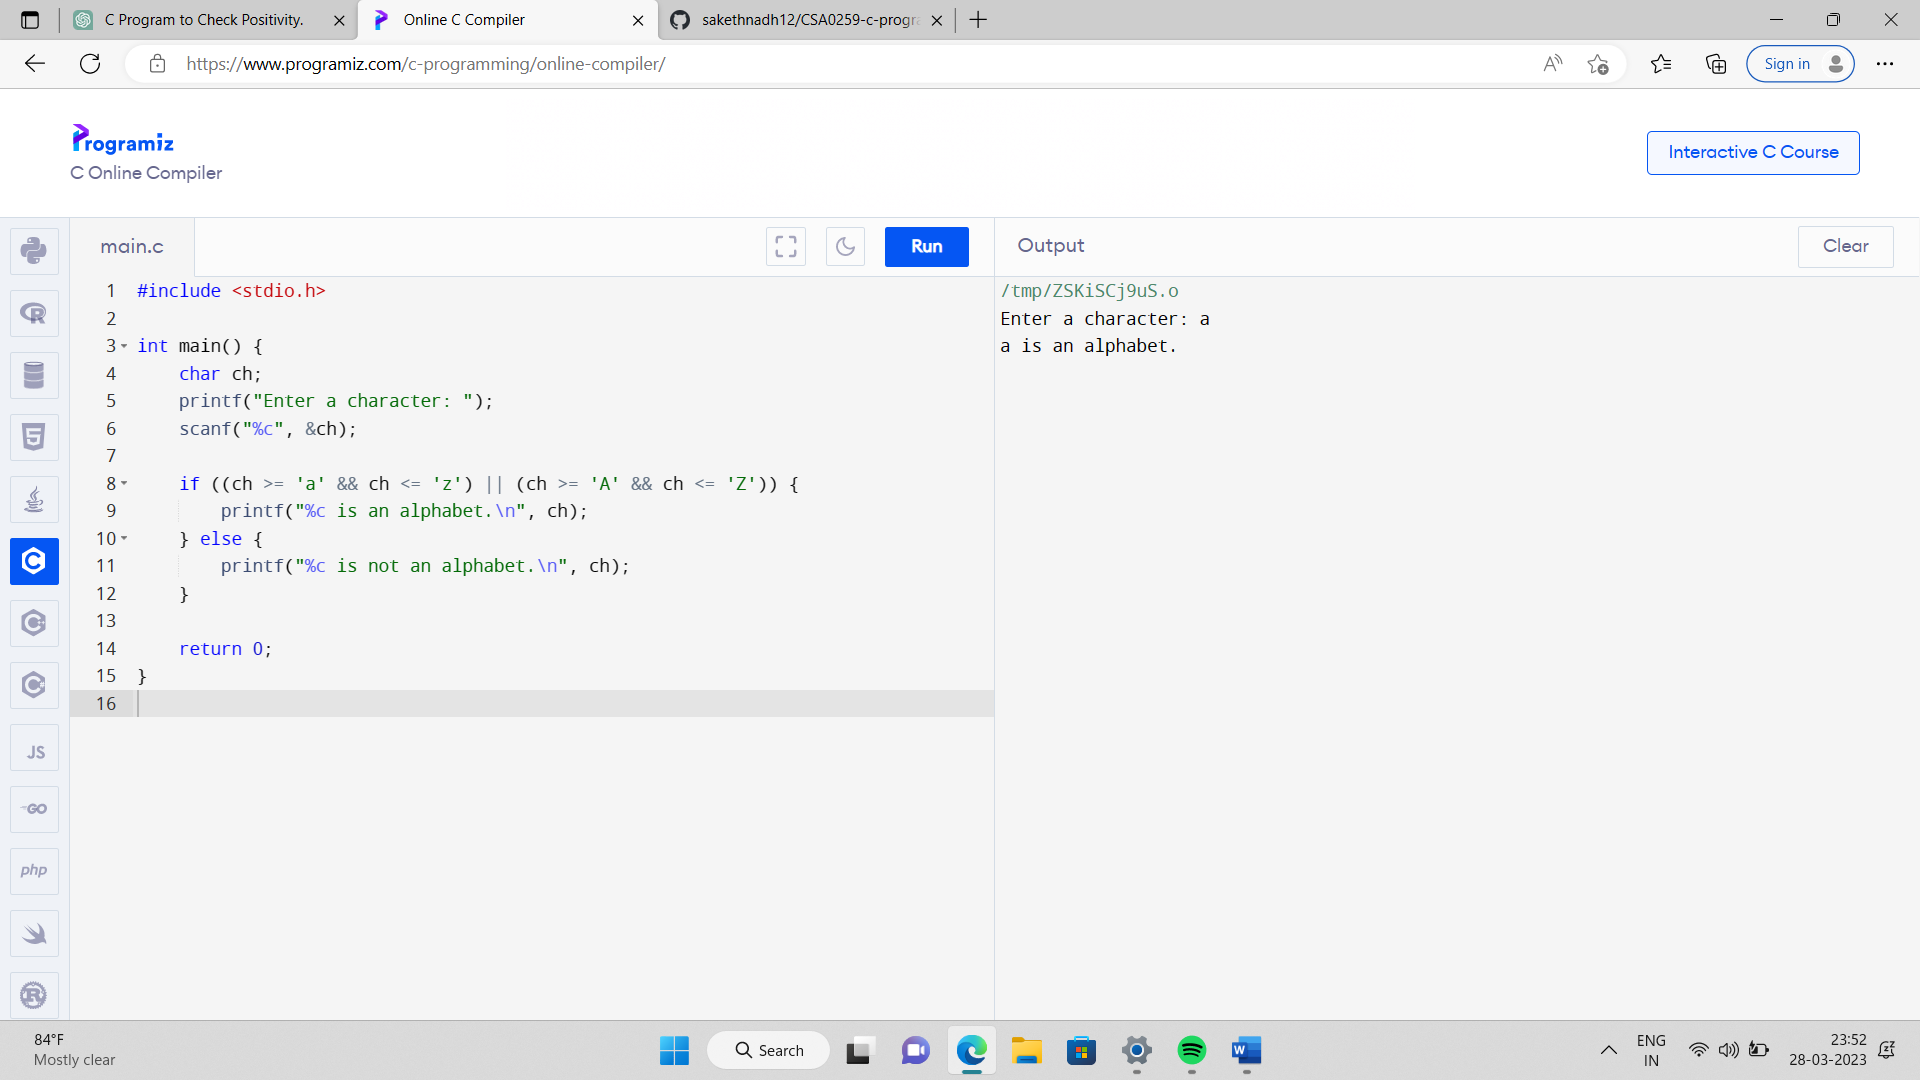 C Program to Check Positivity.
Online C Compiler
sakethnadh12/CSA0259-c-progra
https://www.programiz.com/c-programming/online-compiler/
Sign in
Programiz
C Online Compiler
Interactive C Course
main.c
Run
Output
Clear
1 #include <stdio.h>
2
3 int main() {
4     char ch;
5     printf("Enter a character: ");
6     scanf("%c", &ch);
7
8     if ((ch >= 'a' && ch <= 'z') || (ch >= 'A' && ch <= 'Z')) {
9         printf("%c is an alphabet.\n", ch);
10     } else {
11         printf("%c is not an alphabet.\n", ch);
12     }
13
14     return 0;
15 }
16
/tmp/ZSKiSCj9uS.o
Enter a character: a
a is an alphabet.
JS
GO
php
84°F
Mostly clear
Search
ENG
IN
23:52
28-03-2023